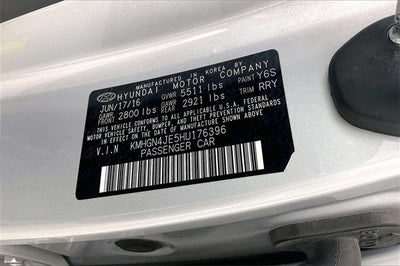 MANUFACTURED IN KOREA BY
HYUNDAI MOTOR COMPANY
JUN/17/16 GVWR 5511 lbs PAINT Y6S
GAWR FRONT 2800 lbs GAWR REAR 2921 lbs TRIM RRY
THIS VEHICLE CONFORMS TO ALL APPLICABLE U.S.A. FEDERAL
MOTOR VEHICLE SAFETY, BUMPER, AND THEFT PREVENTION
STANDARDS IN EFFECT ON THE DATE OF MANUFACTURE SHOWN ABOVE.
V.I.N KMHGN4JE5HU176396
PASSENGER CAR